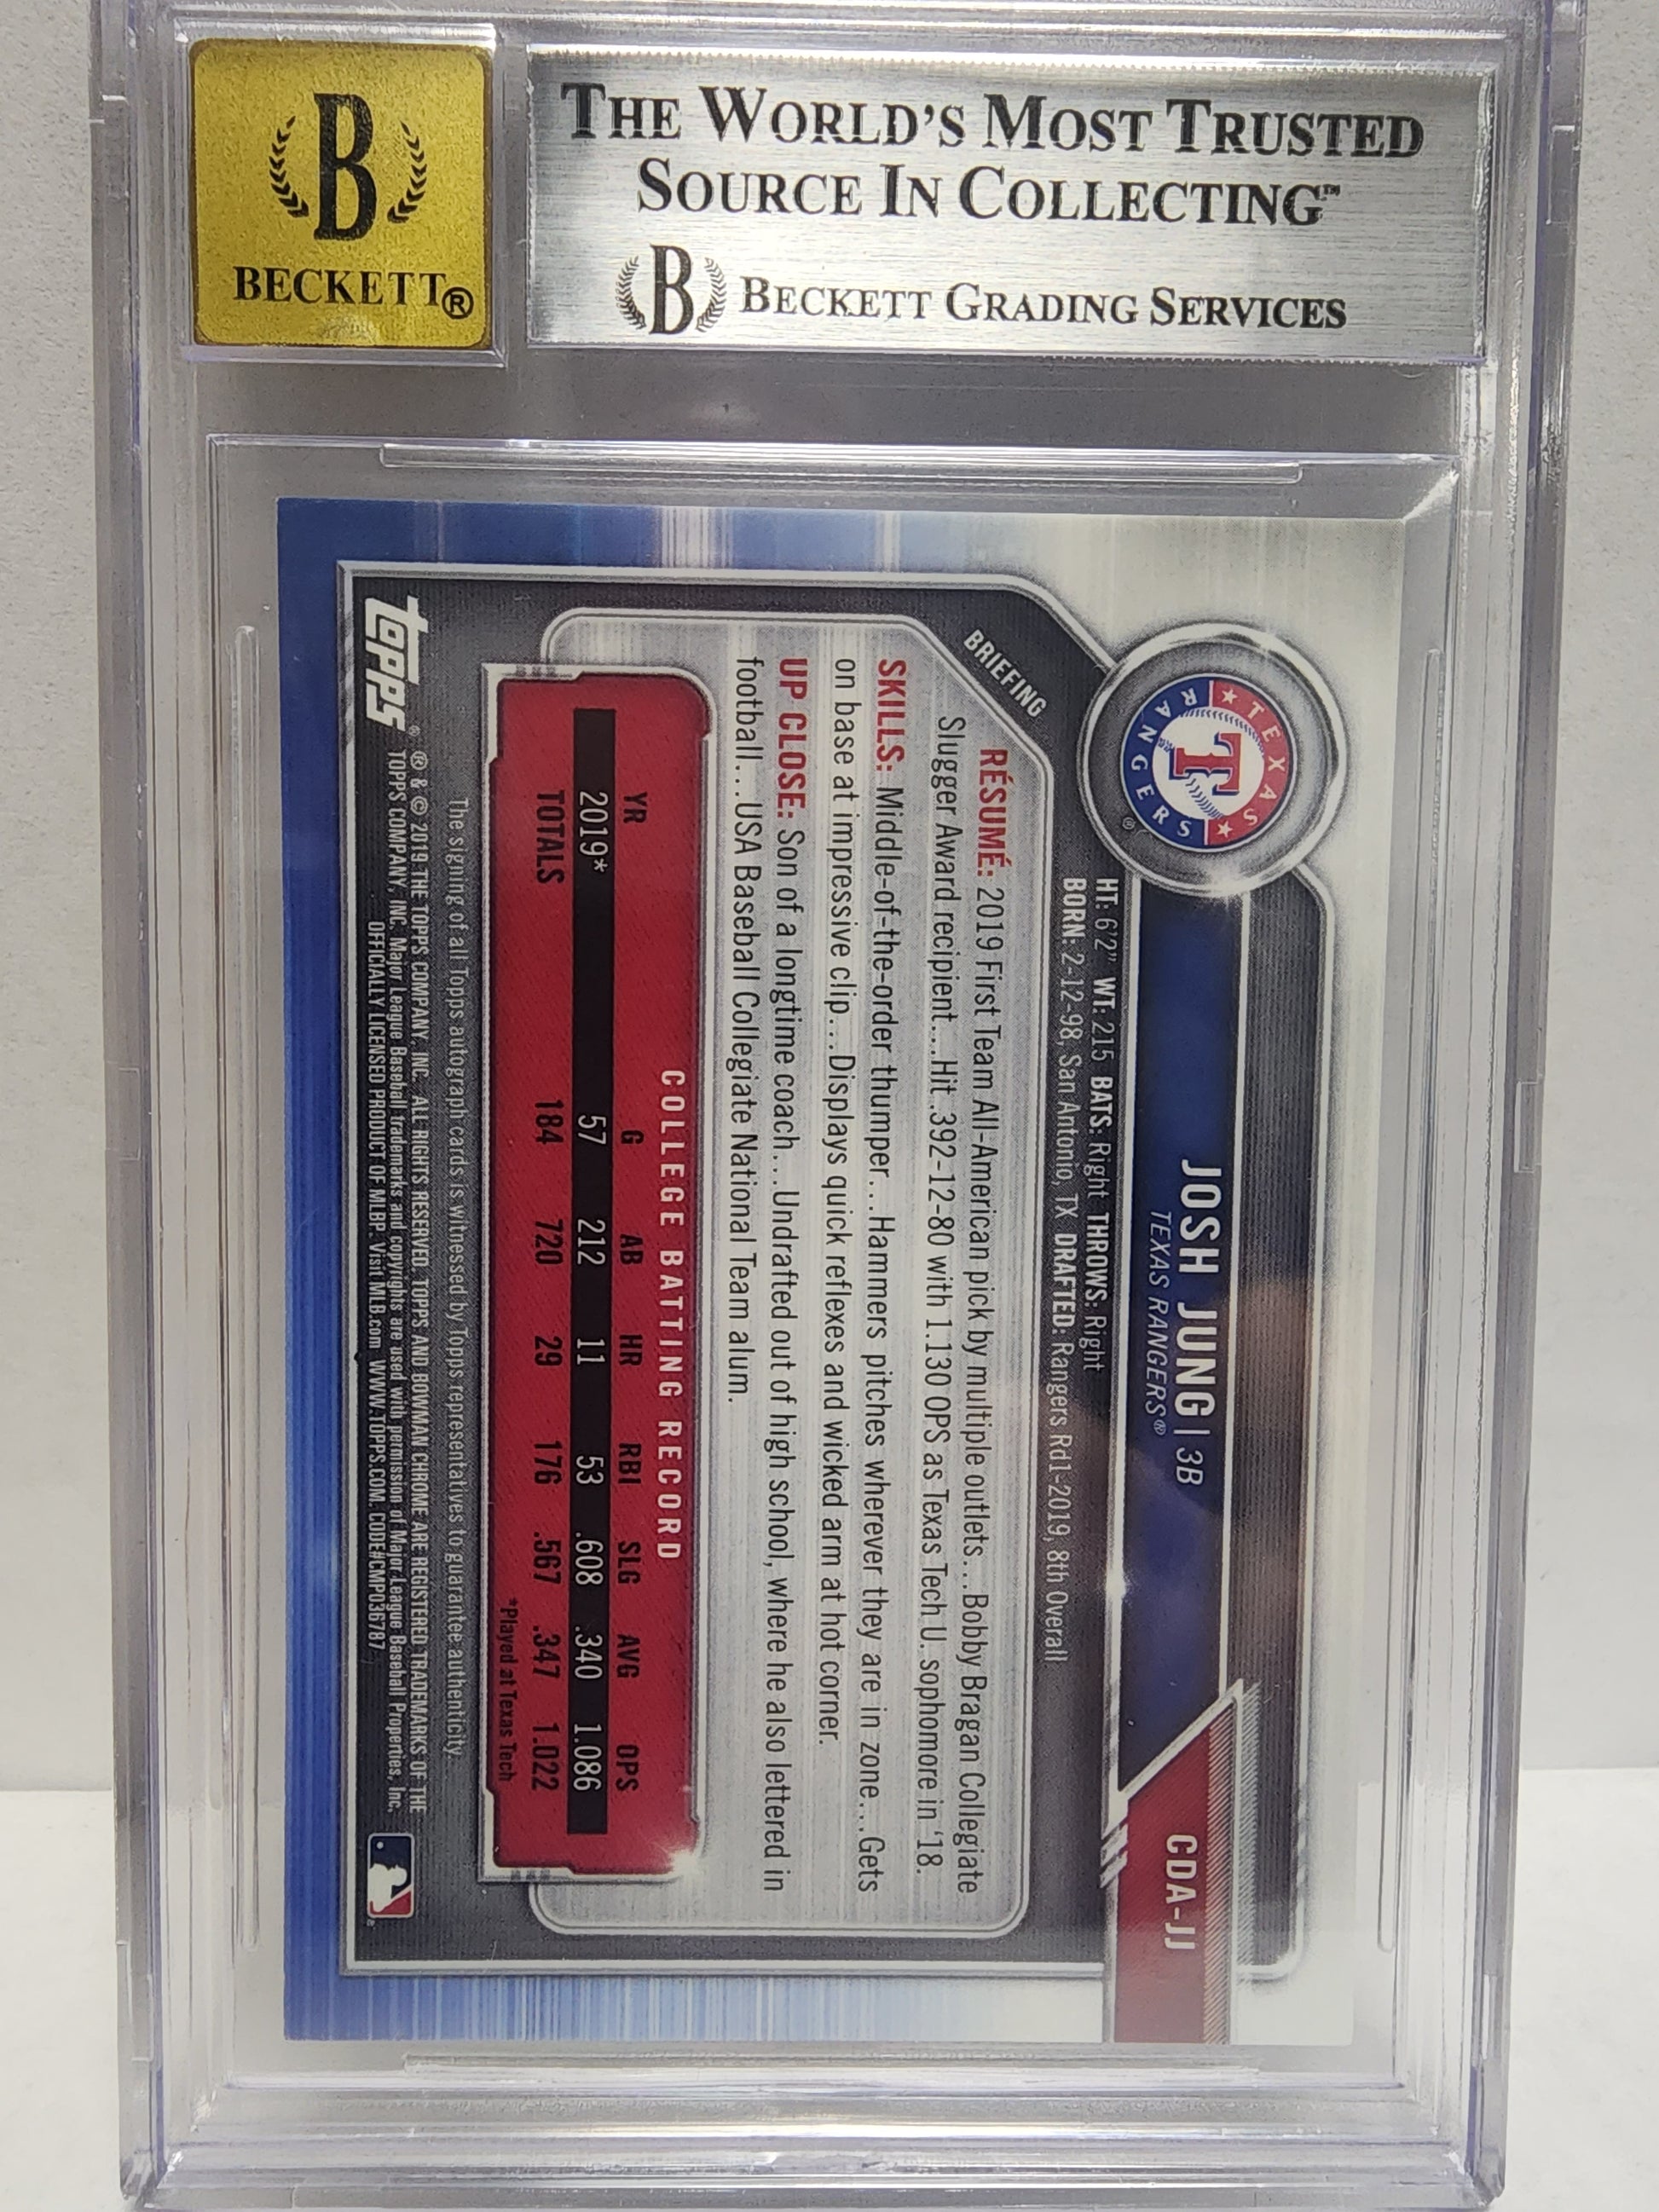 B
BECKETT®
THE WORLD'S MOST TRUSTED
SOURCE IN COLLECTING™
B BECKETT GRADING SERVICES
TEXAS RANGERS
T
®
JOSH JUNG | 3B
TEXAS RANGERS®
CDA-JJ
HT: 6'2" WT: 215 BATS: Right THROWS: Right
BORN: 2-12-98, San Antonio, TX DRAFTED: Rangers Rd1-2019, 8th Overall
BRIEFING
RÉSUMÉ: 2019 First Team All-American pick by multiple outlets...Bobby Bragan Collegiate
Slugger Award recipient...Hit .392-12-80 with 1.130 OPS as Texas Tech U. sophomore in '18.
SKILLS: Middle-of-the-order thumper...Hammers pitches wherever they are in zone...Gets
on base at impressive clip...Displays quick reflexes and wicked arm at hot corner.
UP CLOSE: Son of a longtime coach...Undrafted out of high school, where he also lettered in
football...USA Baseball Collegiate National Team alum.
COLLEGE BATTING RECORD
YR G AB HR RBI SLG AVG OPS
2019* 57 212 11 53 .608 .340 1.086
TOTALS 184 720 29 176 .567 .347 1.022
*Played at Texas Tech
The signing of all Topps autograph cards is witnessed by Topps representatives to guarantee authenticity.
topps®
® & © 2019 THE TOPPS COMPANY, INC. ALL RIGHTS RESERVED. TOPPS AND BOWMAN CHROME ARE REGISTERED TRADEMARKS OF THE
TOPPS COMPANY, INC. Major League Baseball trademarks and copyrights are used with permission of Major League Baseball Properties, Inc.
OFFICIALLY LICENSED PRODUCT OF MLBP. Visit MLB.com WWW.TOPPS.COM. CODE#CMP036787